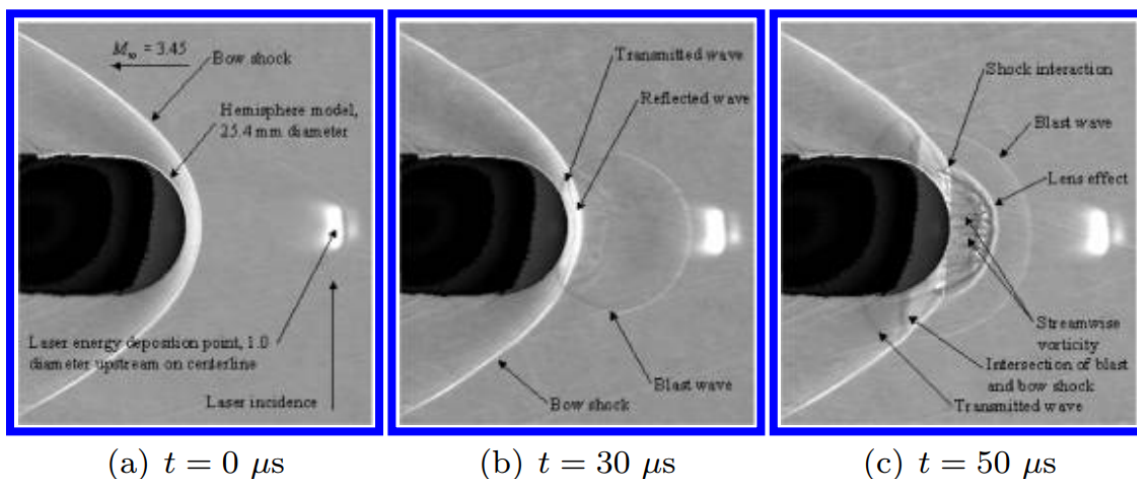 M∞ = 3.45
Bow shock
Hemisphere model,
25.4 mm diameter
Laser energy deposition point, 1.0
diameter upstream on centerline
Laser incidence
(a) t = 0 μs
Transmitted wave
Reflected wave
Blast wave
Bow shock
(b) t = 30 μs
Shock interaction
Blast wave
Lens effect
Streamwise
vorticity
Intersection of blast
and bow shock
Transmitted wave
(c) t = 50 μs